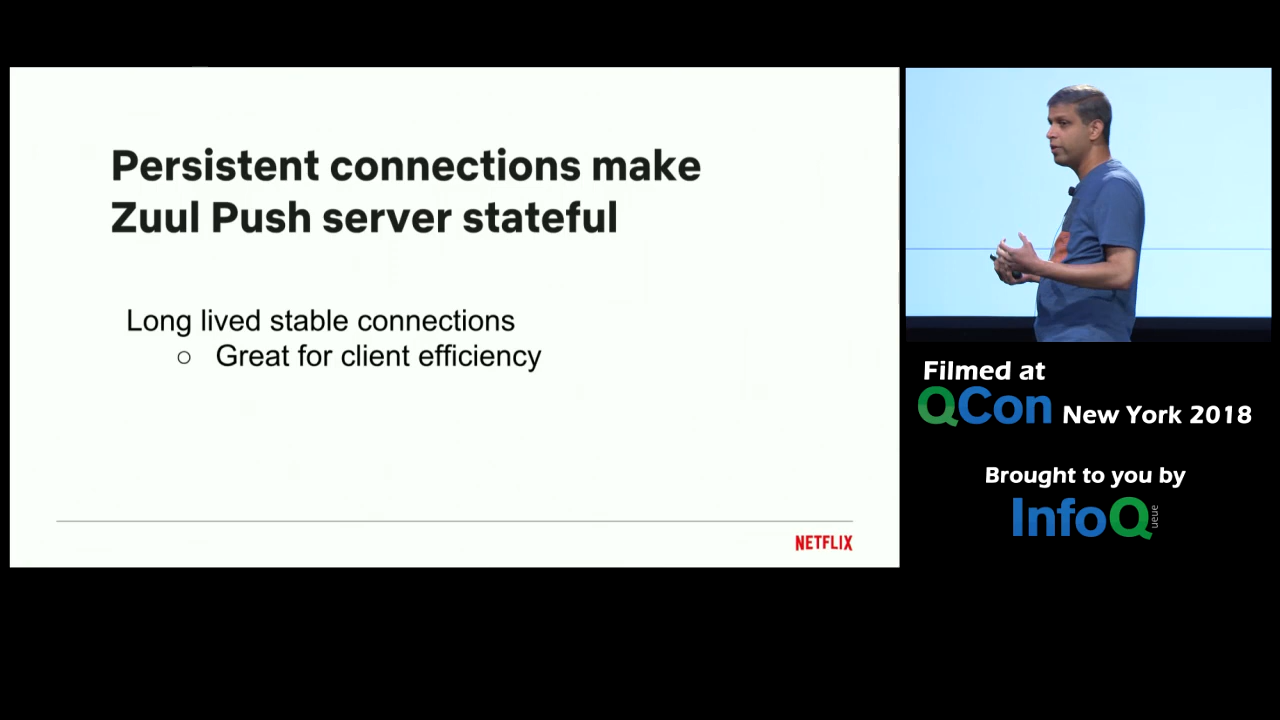 Persistent connections make
Zuul Push server stateful
Long lived stable connections
○ Great for client efficiency
NETFLIX
Filmed at
QCon New York 2018
Brought to you by
InfoQ
ueue